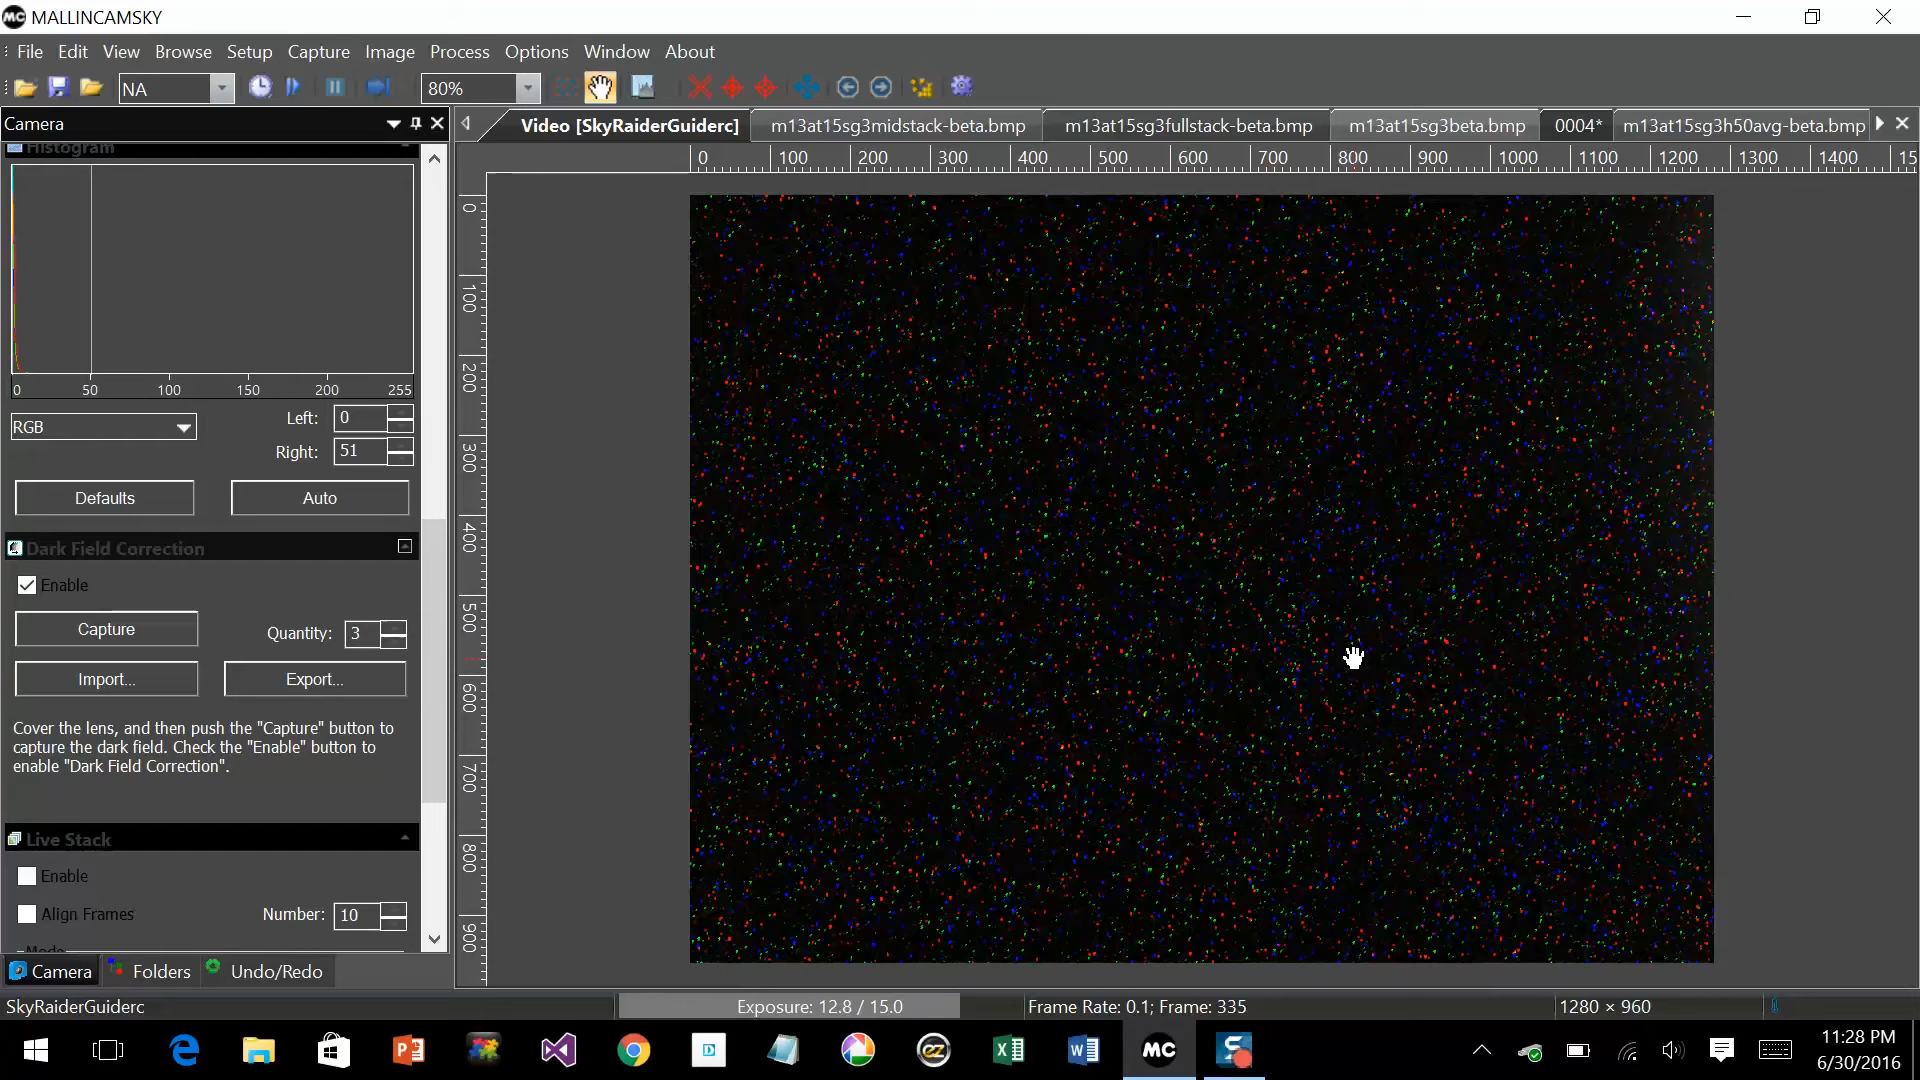 MC MALLINCAMSKY
File Edit View Browse Setup Capture Image Process Options Window About
NA 80%
Camera
Video [SkyRaiderGuiderc] m13at15sg3midstack-beta.bmp m13at15sg3fullstack-beta.bmp m13at15sg3beta.bmp 0004* m13at15sg3h50avg-beta.bmp
Histogram
0 100 200 300 400 500 600 700 800 900 1000 1100 1200 1300 1400 15
0 100 200 300 400 500 600 700 800 900
0 50 100 150 200 255
RGB
Left: 0
Right: 51
Defaults Auto
Dark Field Correction
Enable
Capture Quantity: 3
Import... Export...
Cover the lens, and then push the "Capture" button to
capture the dark field. Check the "Enable" button to
enable "Dark Field Correction".
Live Stack
Enable
Align Frames Number: 10
Mode
Camera Folders Undo/Redo
SkyRaiderGuiderc Exposure: 12.8 / 15.0 Frame Rate: 0.1; Frame: 335 1280 × 960
11:28 PM
6/30/2016